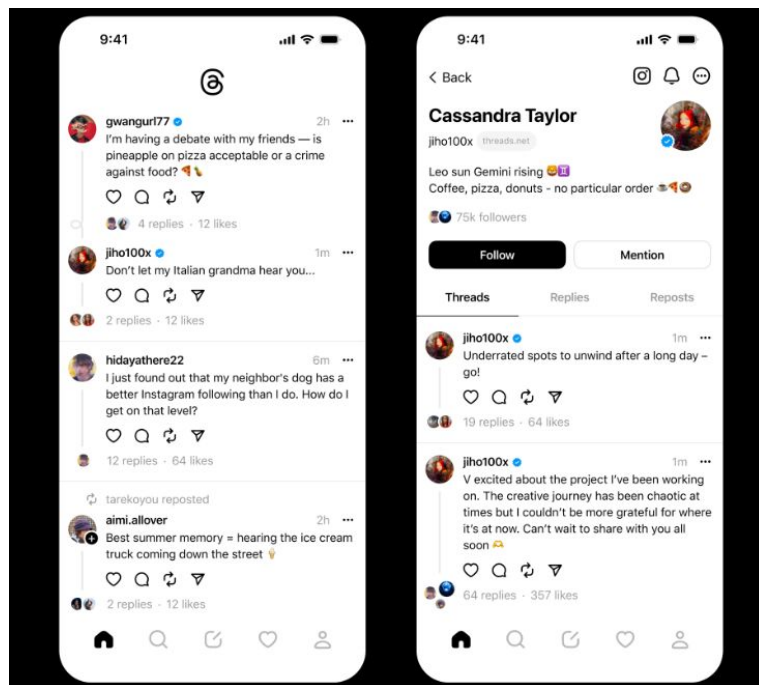 9:41
gwangurl77
2h
I'm having a debate with my friends — is
pineapple on pizza acceptable or a crime
against food? 🍕🍍
4 replies · 12 likes
jiho100x
1m
Don't let my Italian grandma hear you...
2 replies · 12 likes
hidayathere22
6m
I just found out that my neighbor's dog has a
better Instagram following than I do. How do I
get on that level?
12 replies · 64 likes
tarekoyou reposted
aimi.allover
2h
Best summer memory = hearing the ice cream
truck coming down the street 🍦
2 replies · 12 likes
9:41
Back
Cassandra Taylor
jiho100x threads.net
Leo sun Gemini rising 😆♊
Coffee, pizza, donuts - no particular order ☕🍕🍩
75k followers
Follow
Mention
Threads
Replies
Reposts
jiho100x
1m
Underrated spots to unwind after a long day –
go!
19 replies · 64 likes
jiho100x
1m
V excited about the project I've been working
on. The creative journey has been chaotic at
times but I couldn't be more grateful for where
it's at now. Can't wait to share with you all
soon 🫶
64 replies · 357 likes